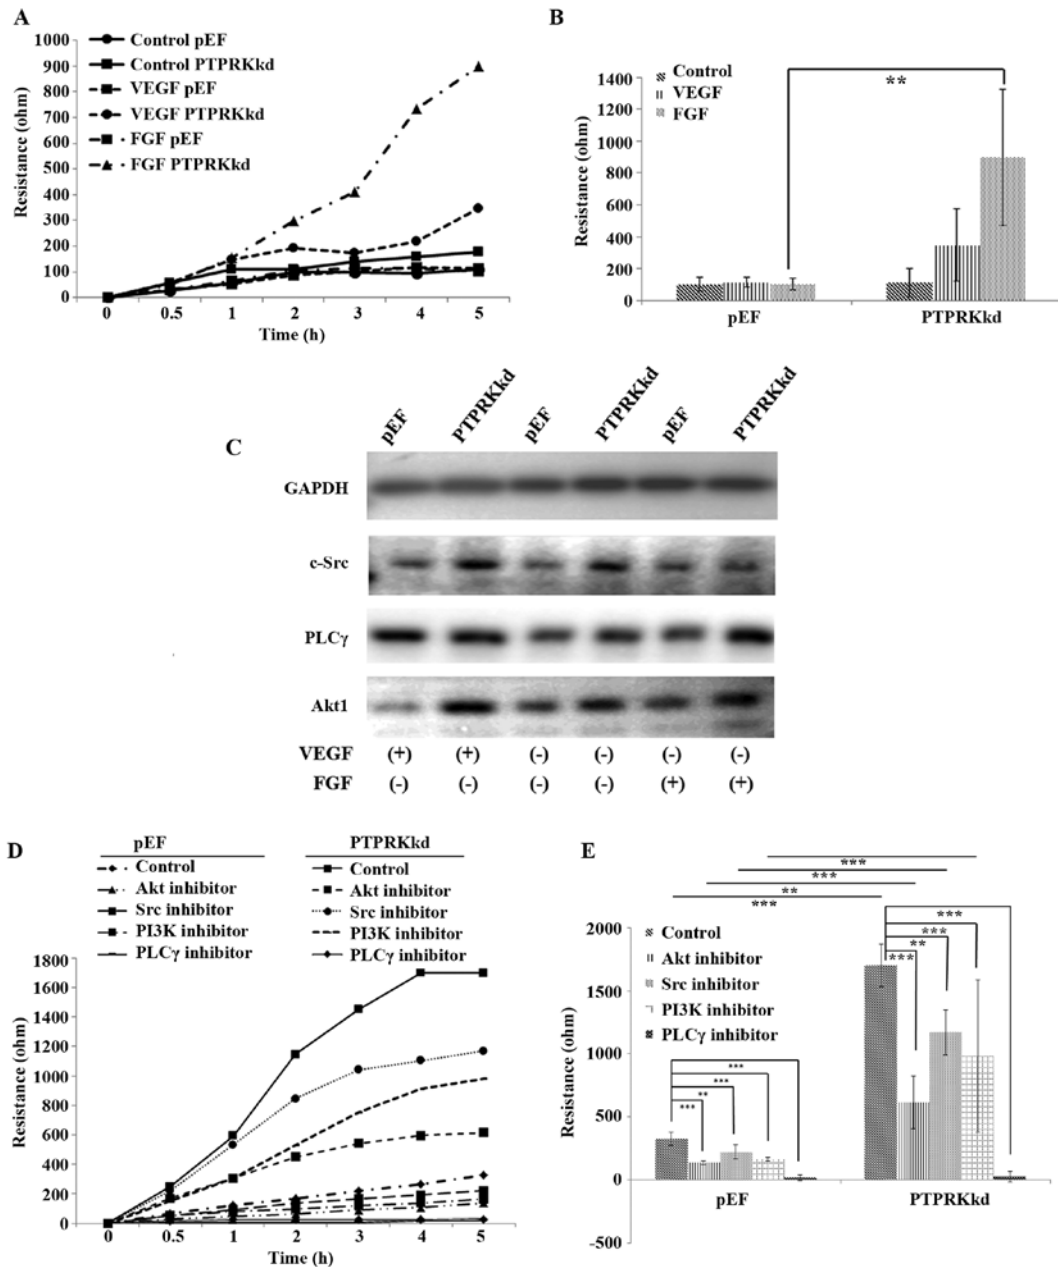 A
1000
900
800
700
600
500
400
300
200
100
0
Resistance (ohm)
Control pEF
Control PTPRKkd
VEGF pEF
VEGF PTPRKkd
FGF pEF
FGF PTPRKkd
0 0.5 1 2 3 4 5
Time (h)
B
1400
1200
1000
800
600
400
200
0
Resistance (ohm)
Control
VEGF
FGF
**
pEF PTPRKkd
C
pEF PTPRKkd pEF PTPRKkd pEF PTPRKkd
GAPDH
c-Src
PLCγ
Akt1
VEGF (+) (+) (-) (-) (-) (-)
FGF (-) (-) (-) (-) (+) (+)
D
pEF PTPRKkd
Control Control
Akt inhibitor Akt inhibitor
Src inhibitor Src inhibitor
PI3K inhibitor PI3K inhibitor
PLCγ inhibitor PLCγ inhibitor
1800
1600
1400
1200
1000
800
600
400
200
0
Resistance (ohm)
0 0.5 1 2 3 4 5
Time (h)
E
***
***
**
***
2000
1500
1000
500
0
-500
Resistance (ohm)
Control
Akt inhibitor
Src inhibitor
PI3K inhibitor
PLCγ inhibitor
***
***
**
***
***
***
**
***
pEF PTPRKkd